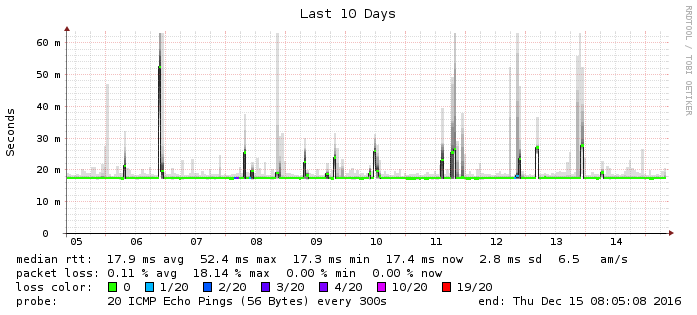 Last 10 Days
RRDTOOL / TOBI OETIKER
Seconds
60 m
50 m
40 m
30 m
20 m
10 m
0
05 06 07 08 09 10 11 12 13 14
median rtt: 17.9 ms avg 52.4 ms max 17.3 ms min 17.4 ms now 2.8 ms sd 6.5 am/s
packet loss: 0.11 % avg 18.14 % max 0.00 % min 0.00 % now
loss color: 0 1/20 2/20 3/20 4/20 10/20 19/20
probe: 20 ICMP Echo Pings (56 Bytes) every 300s end: Thu Dec 15 08:05:08 2016